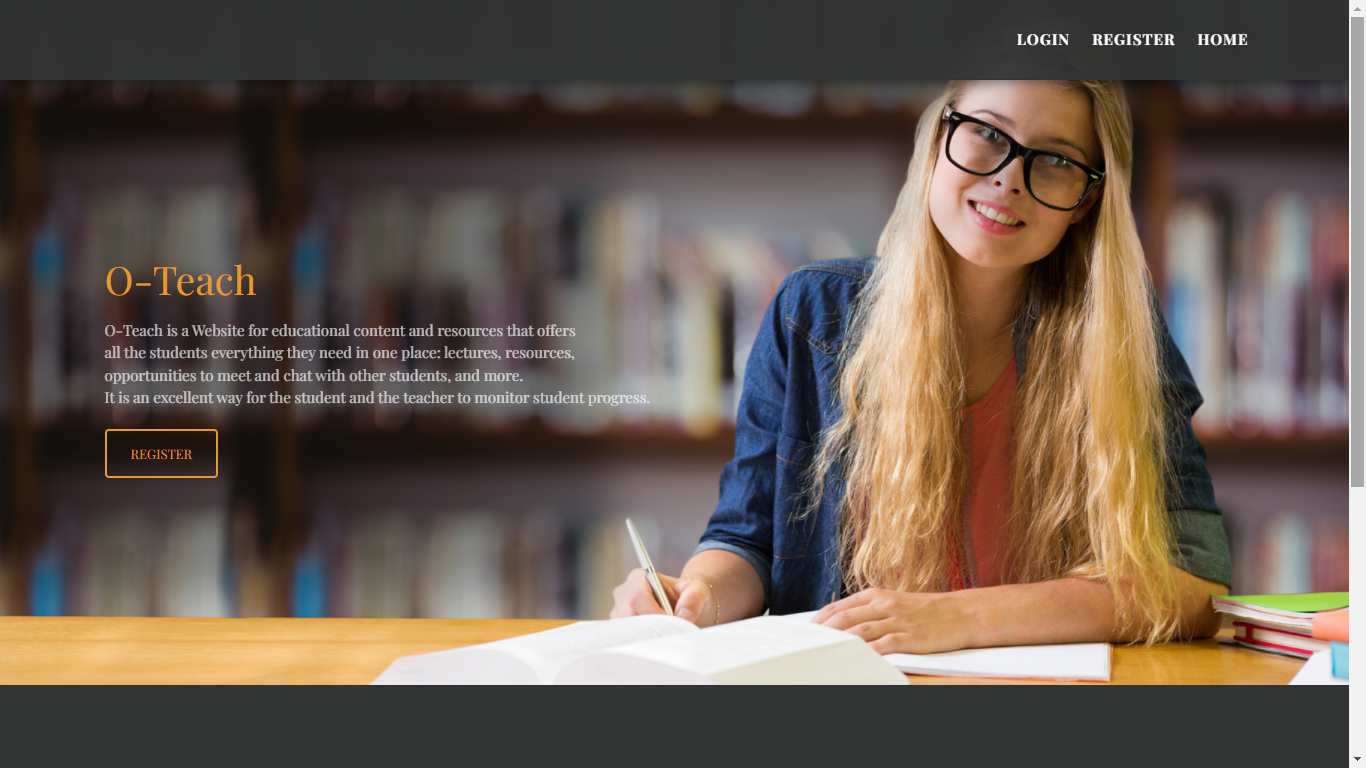 LOGIN REGISTER HOME
O-Teach
O-Teach is a Website for educational content and resources that offers
all the students everything they need in one place: lectures, resources,
opportunities to meet and chat with other students, and more.
It is an excellent way for the student and the teacher to monitor student progress.
REGISTER